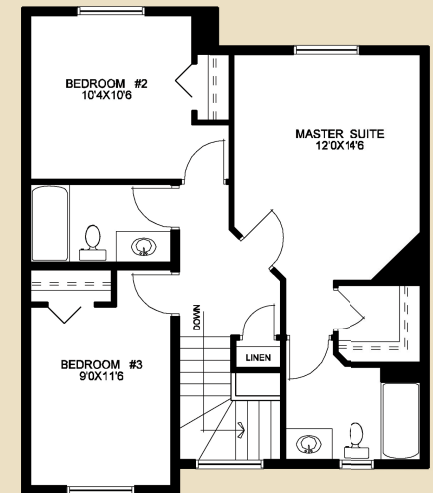 BEDROOM #2
10'4X10'6
MASTER SUITE
12'0X14'6
DOWN
LINEN
BEDROOM #3
9'0X11'6